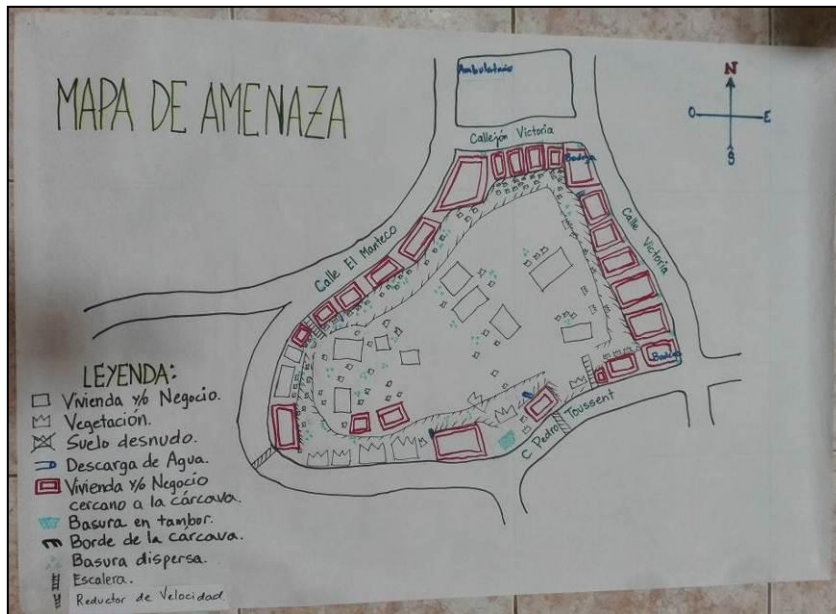 MAPA DE AMENAZA
Ambulatorio
N
O E
S
Callejón Victoria
Bodega
Calle Victoria
Calle El Manteco
Bodega
C Pedro Toussent
LEYENDA:
Vivienda y/o Negocio.
Vegetación.
Suelo desnudo.
Descarga de Agua.
Vivienda y/o Negocio
cercano a la cárcava.
Basura en tambor.
Borde de la cárcava.
Basura dispersa.
Escalera.
Reductor de Velocidad